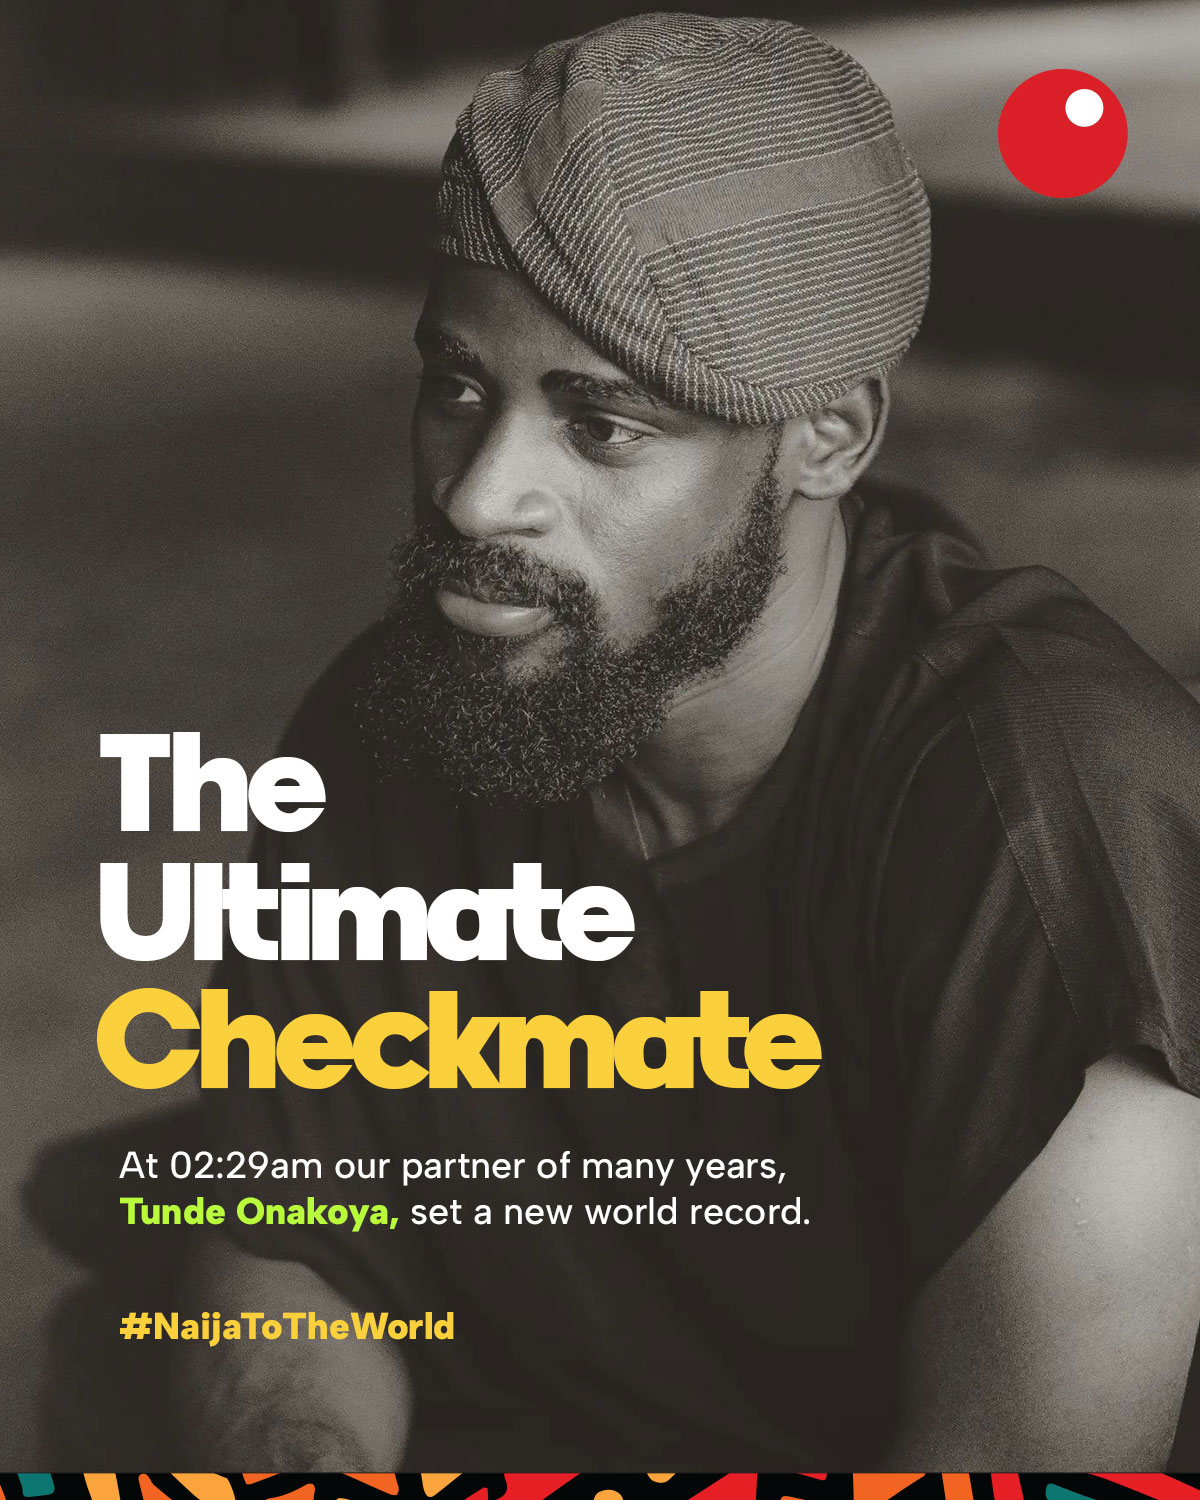 The
Ultimate
Checkmate
At 02:29am our partner of many years,
Tunde Onakoya, set a new world record.
#NaijaToTheWorld